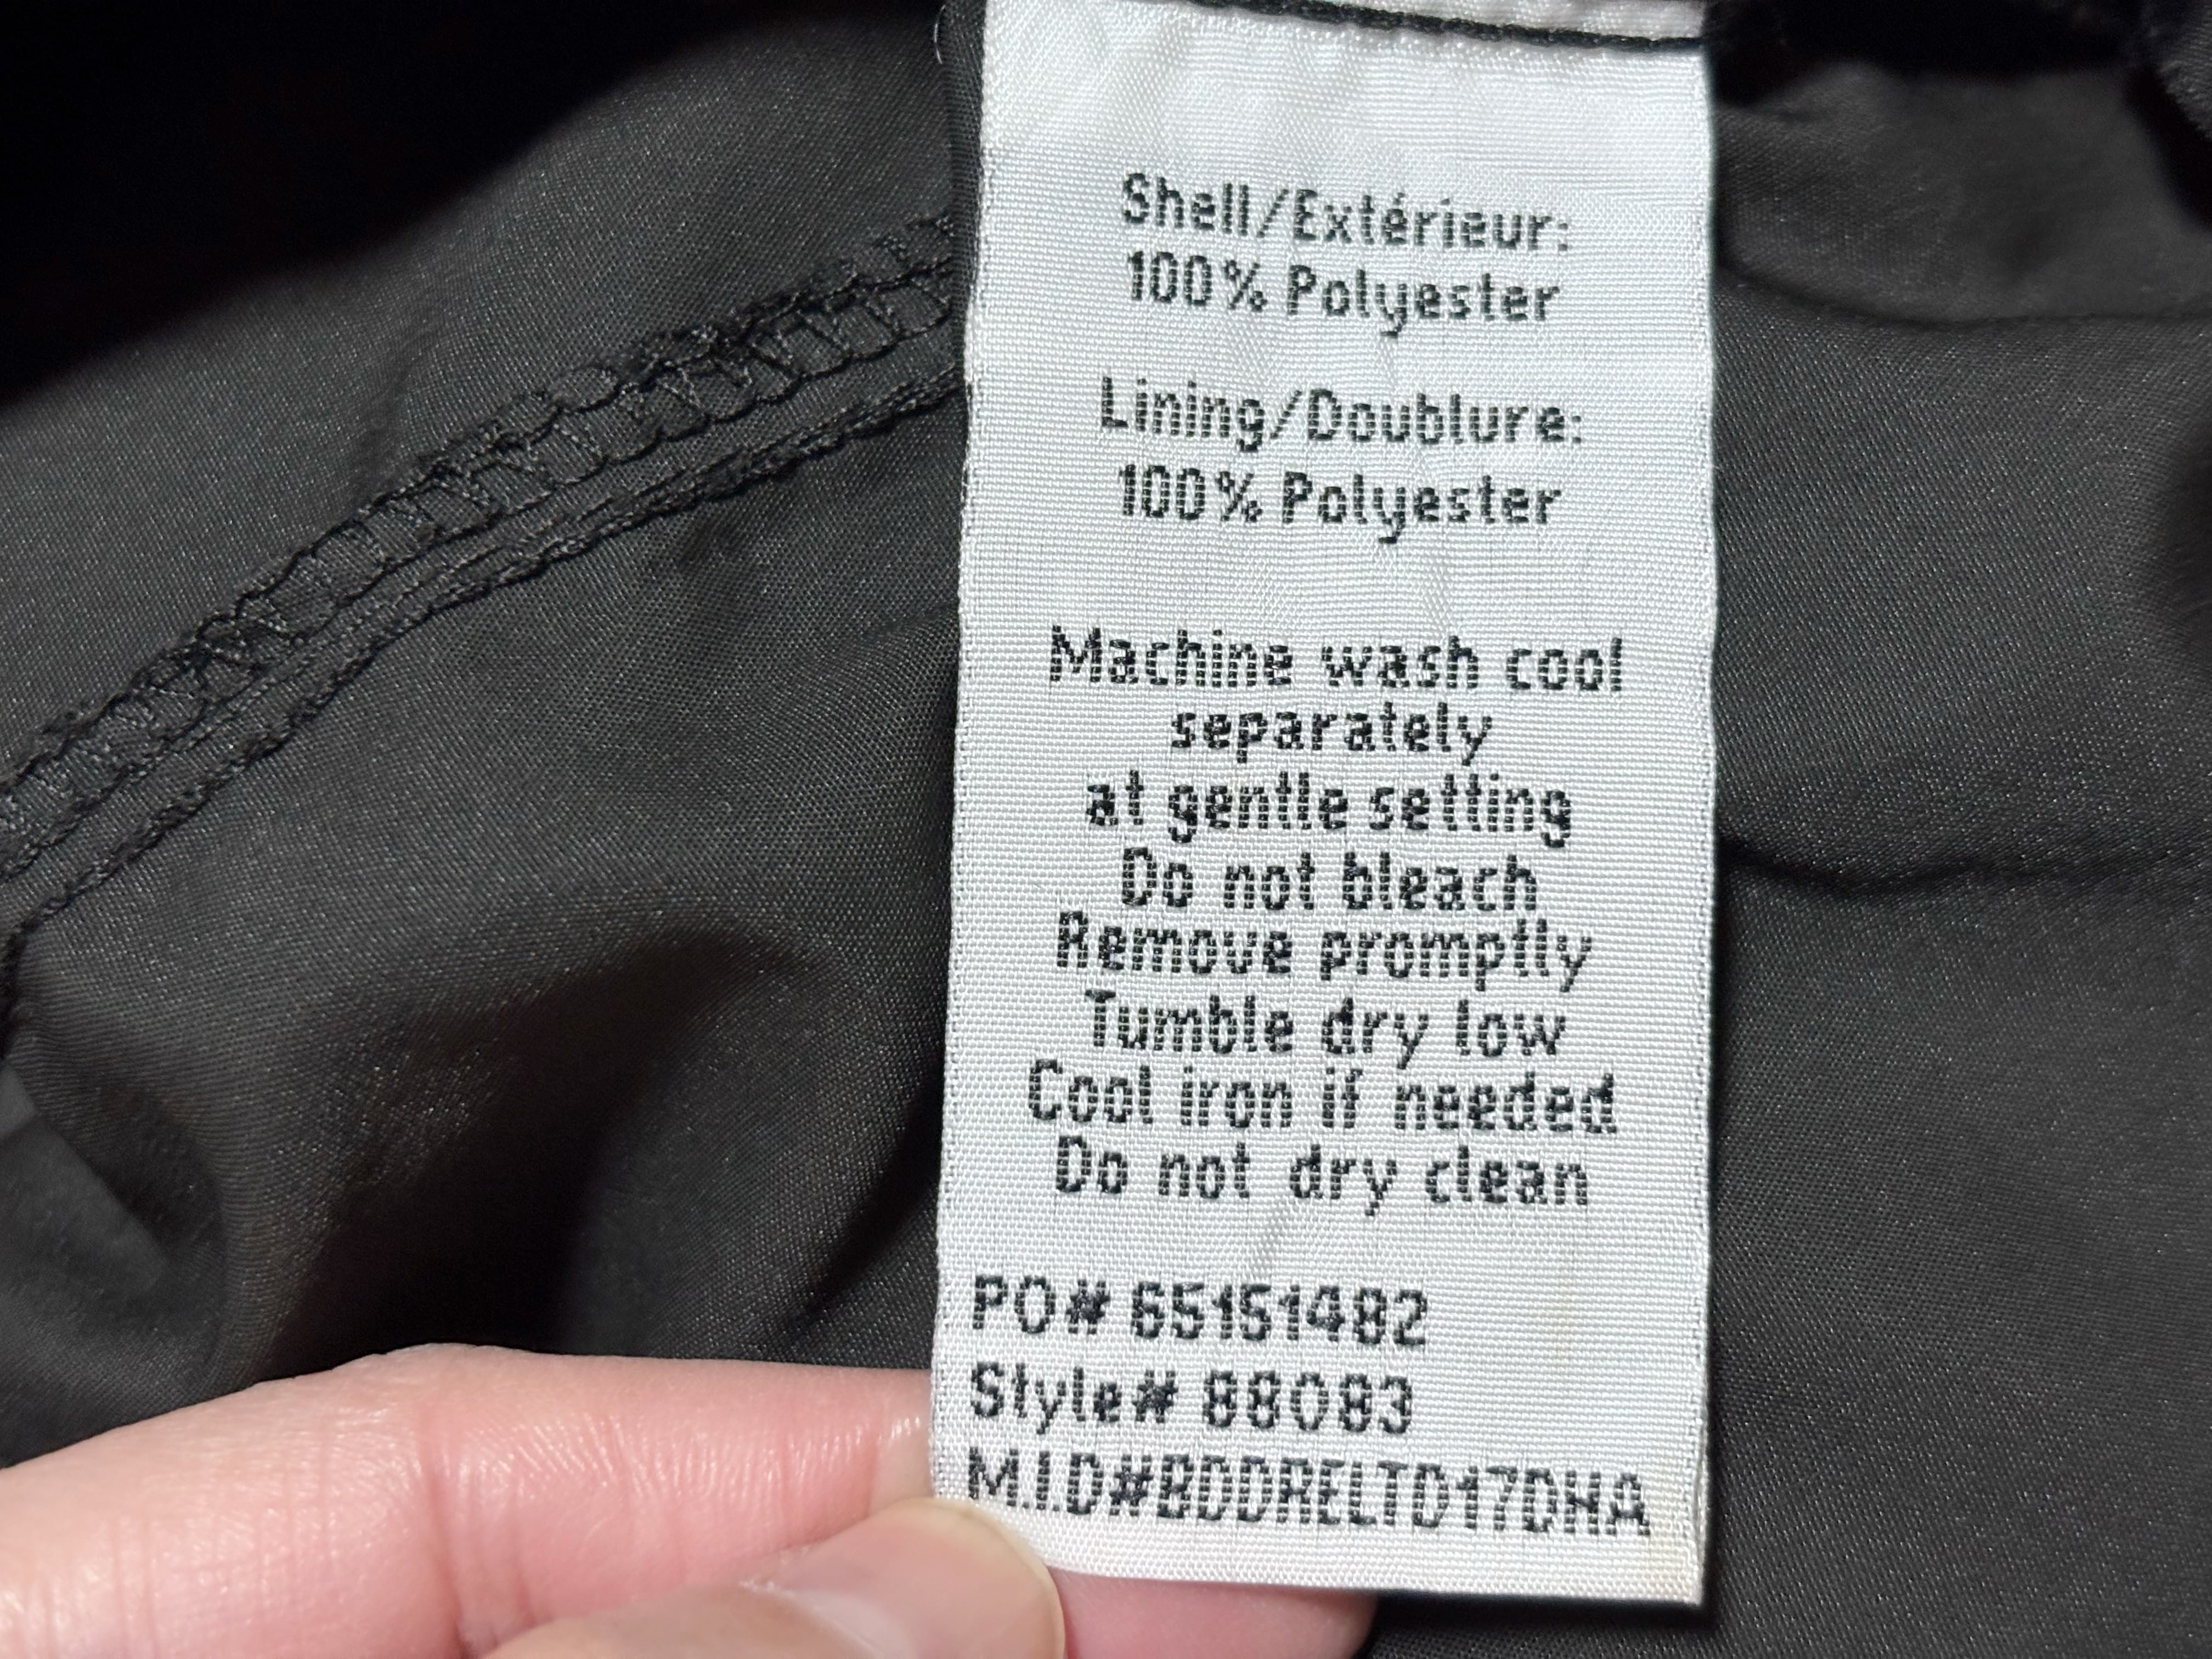 Shell/Extérieur:
100% Polyester
Lining/Doublure:
100% Polyester
Machine wash cool
separately
at gentle setting
Do not bleach
Remove promptly
Tumble dry low
Cool iron if needed
Do not dry clean
PO# 65151482
Style# 88083
M.I.D#BDDRELTD17DHA